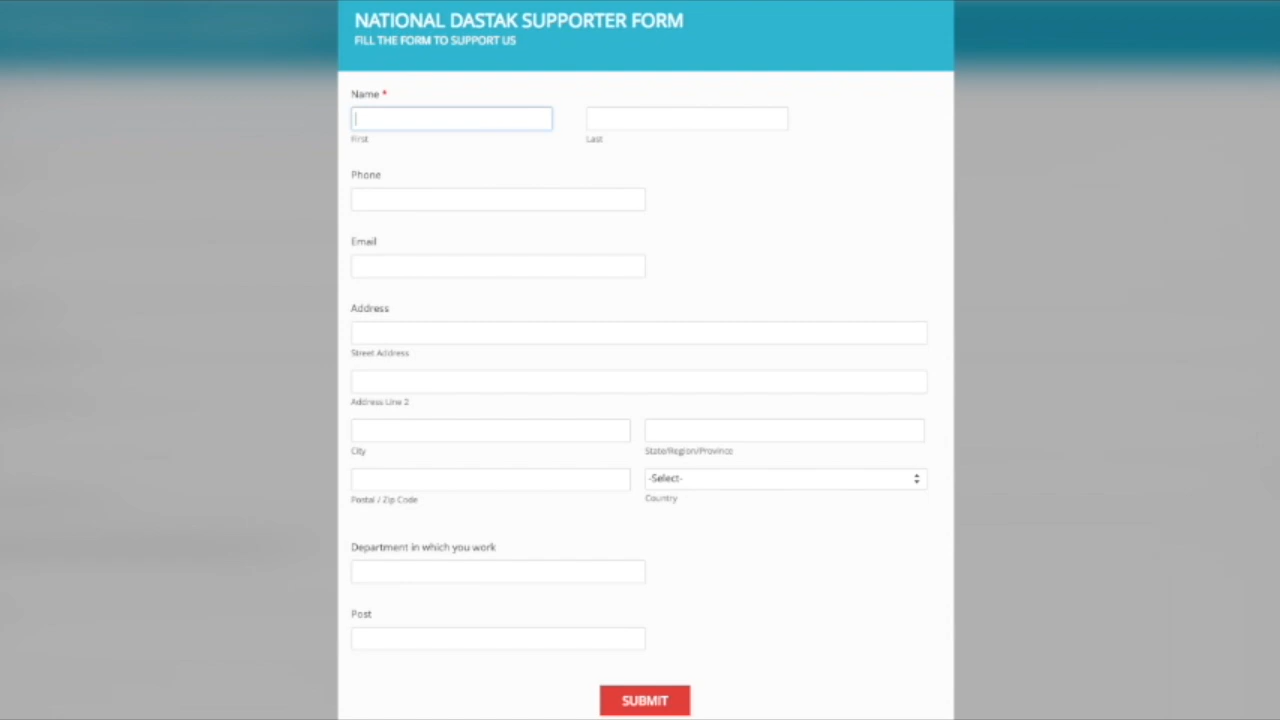 NATIONAL DASTAK SUPPORTER FORM
FILL THE FORM TO SUPPORT US
Name *
First Last
Phone
Email
Address
Street Address
Address Line 2
City State/Region/Province
-Select-
Postal / Zip Code Country
Department in which you work
Post
SUBMIT